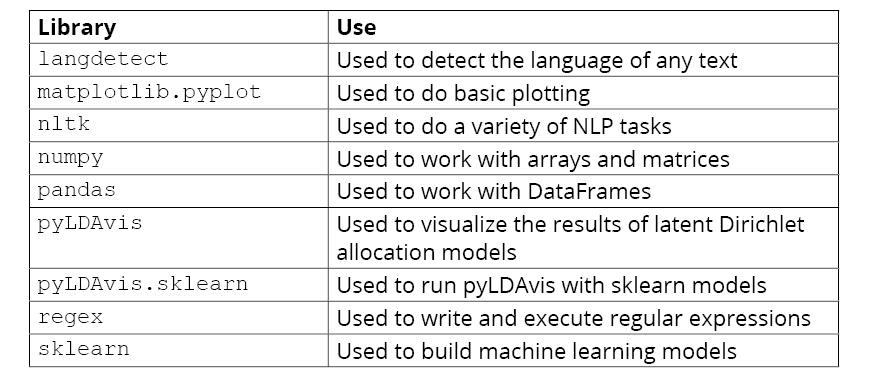 Library Use
langdetect Used to detect the language of any text
matplotlib.pyplot Used to do basic plotting
nltk Used to do a variety of NLP tasks
numpy Used to work with arrays and matrices
pandas Used to work with DataFrames
pyLDAvis Used to visualize the results of latent Dirichlet
allocation models
pyLDAvis.sklearn Used to run pyLDAvis with sklearn models
regex Used to write and execute regular expressions
sklearn Used to build machine learning models